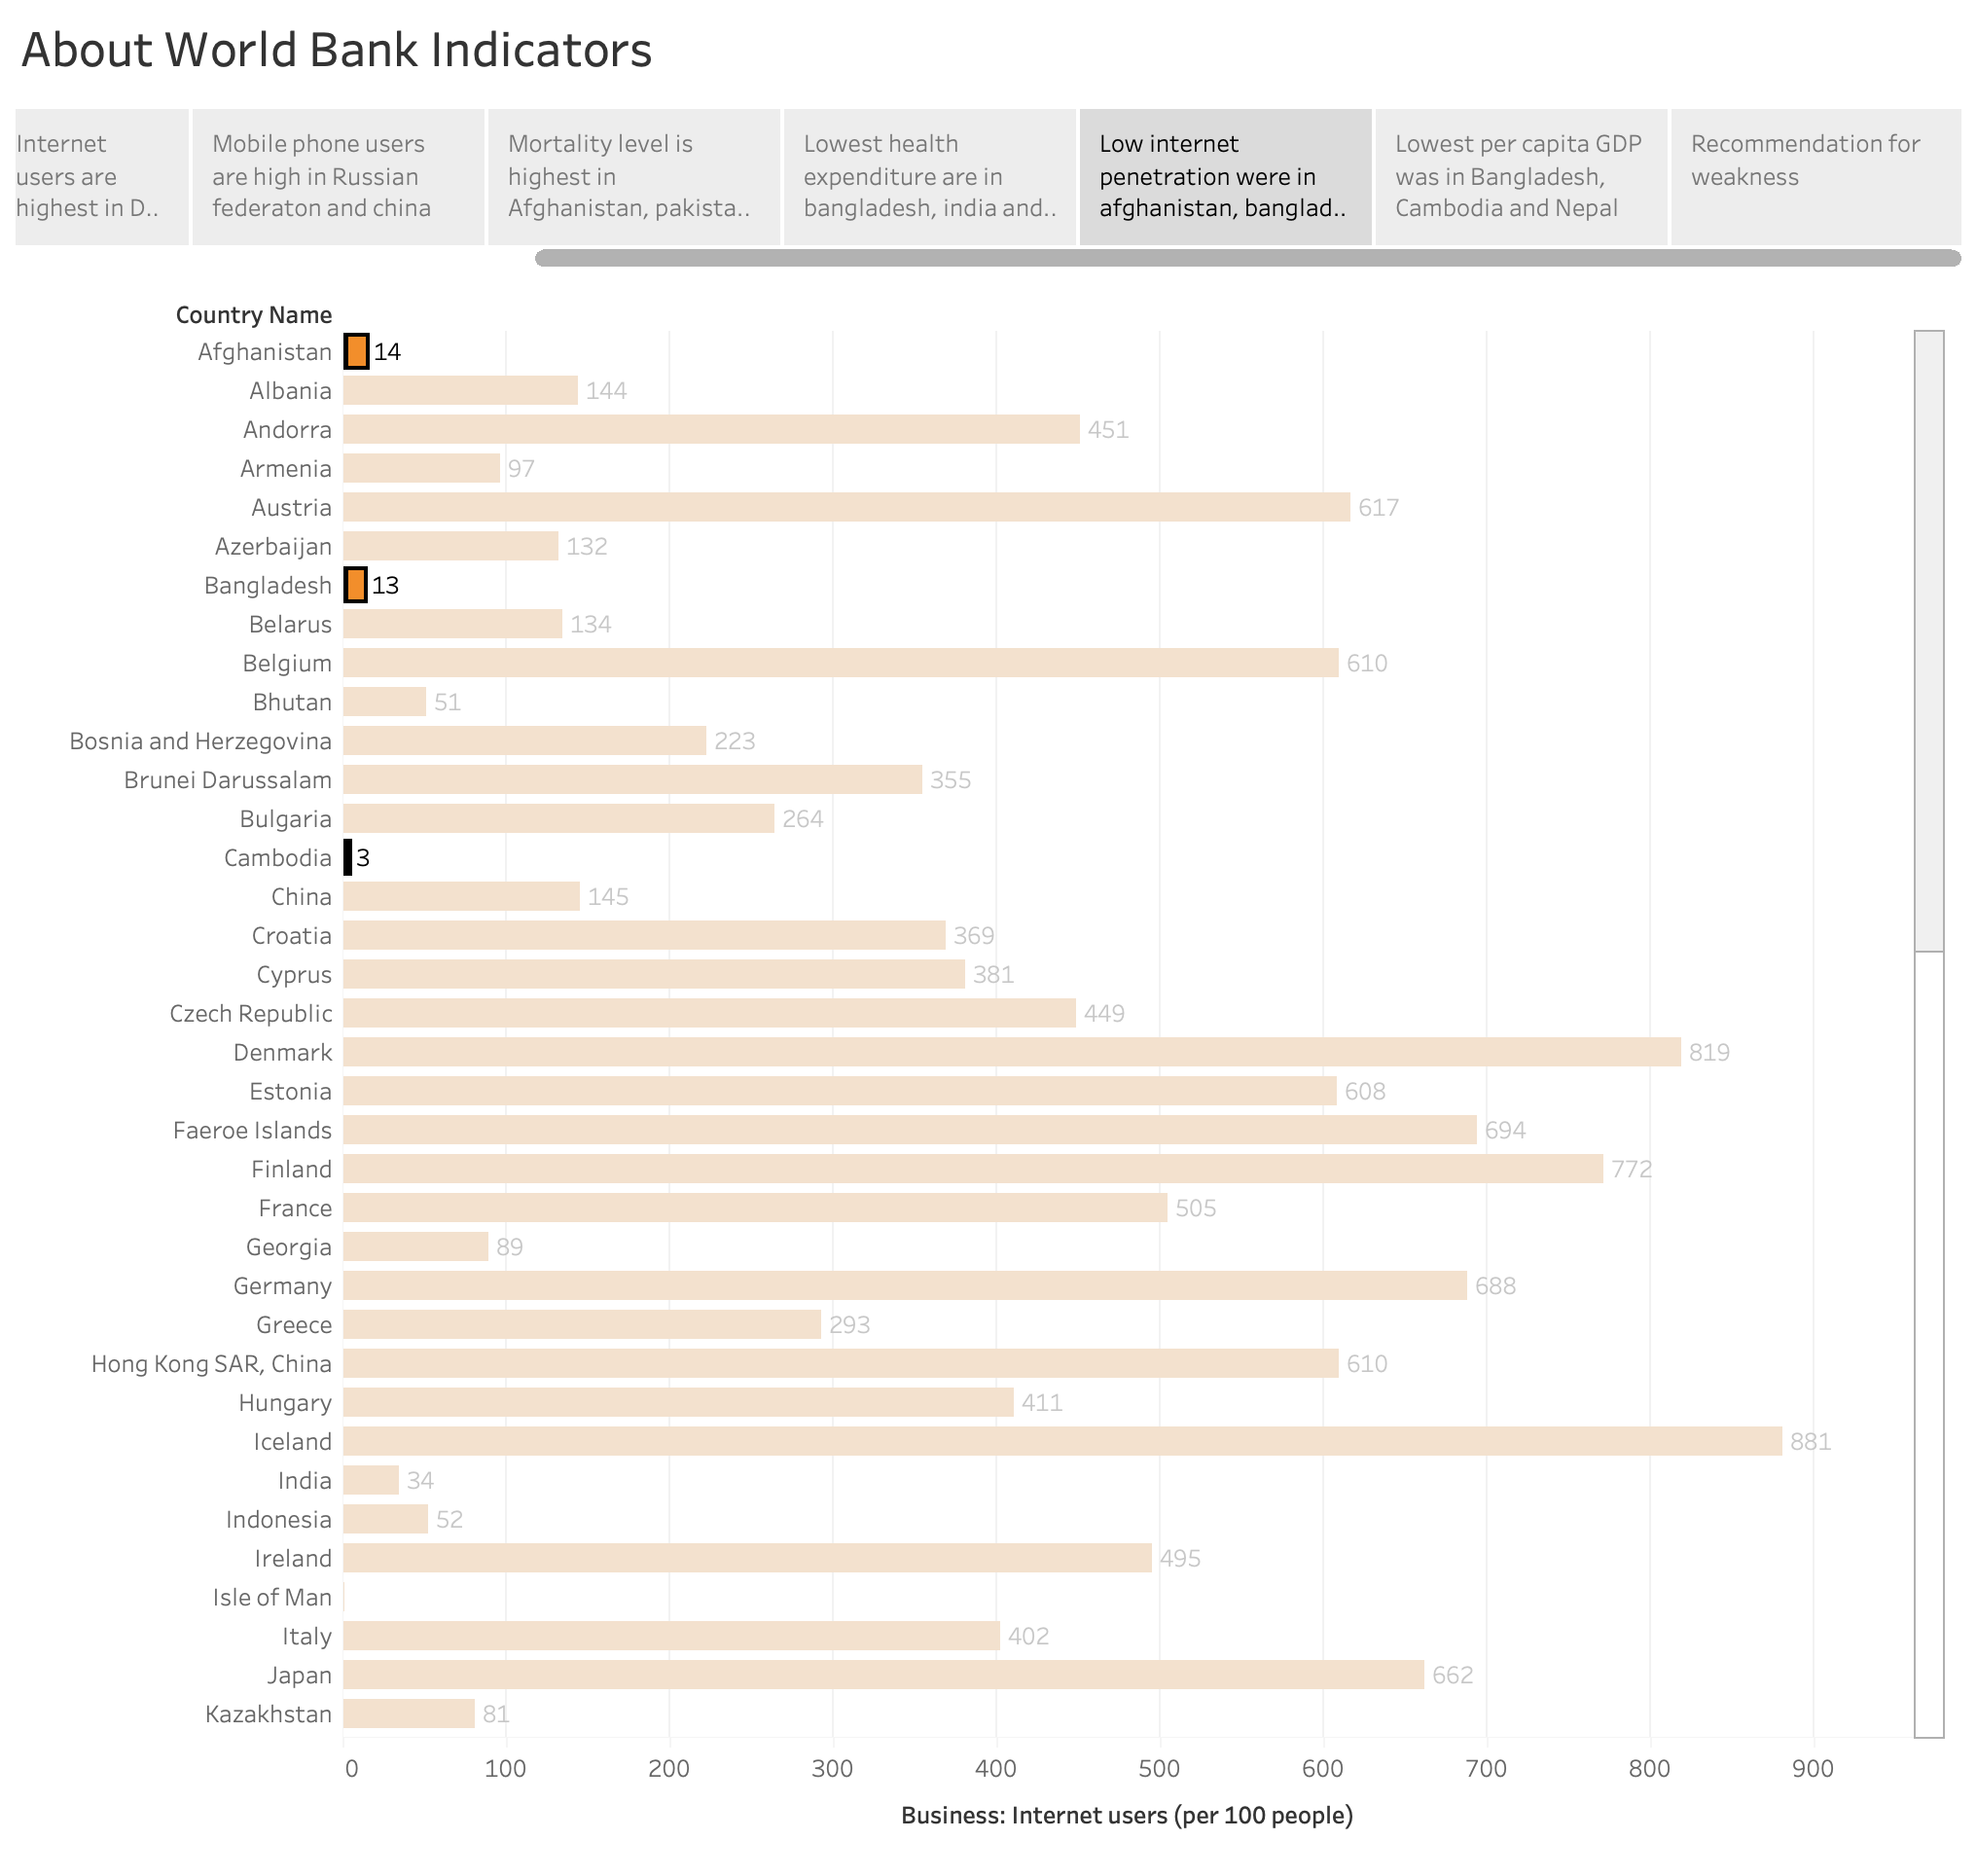 About World Bank Indicators
Internet
users are
highest in D..
Mobile phone users
are high in Russian
federaton and china
Mortality level is
highest in
Afghanistan, pakista..
Lowest health
expenditure are in
bangladesh, india and..
Low internet
penetration were in
afghanistan, banglad..
Lowest per capita GDP
was in Bangladesh,
Cambodia and Nepal
Recommendation for
weakness
Country Name
Afghanistan 14
Albania 144
Andorra 451
Armenia 97
Austria 617
Azerbaijan 132
Bangladesh 13
Belarus 134
Belgium 610
Bhutan 51
Bosnia and Herzegovina 223
Brunei Darussalam 355
Bulgaria 264
Cambodia 3
China 145
Croatia 369
Cyprus 381
Czech Republic 449
Denmark 819
Estonia 608
Faeroe Islands 694
Finland 772
France 505
Georgia 89
Germany 688
Greece 293
Hong Kong SAR, China 610
Hungary 411
Iceland 881
India 34
Indonesia 52
Ireland 495
Isle of Man
Italy 402
Japan 662
Kazakhstan 81
0 100 200 300 400 500 600 700 800 900
Business: Internet users (per 100 people)